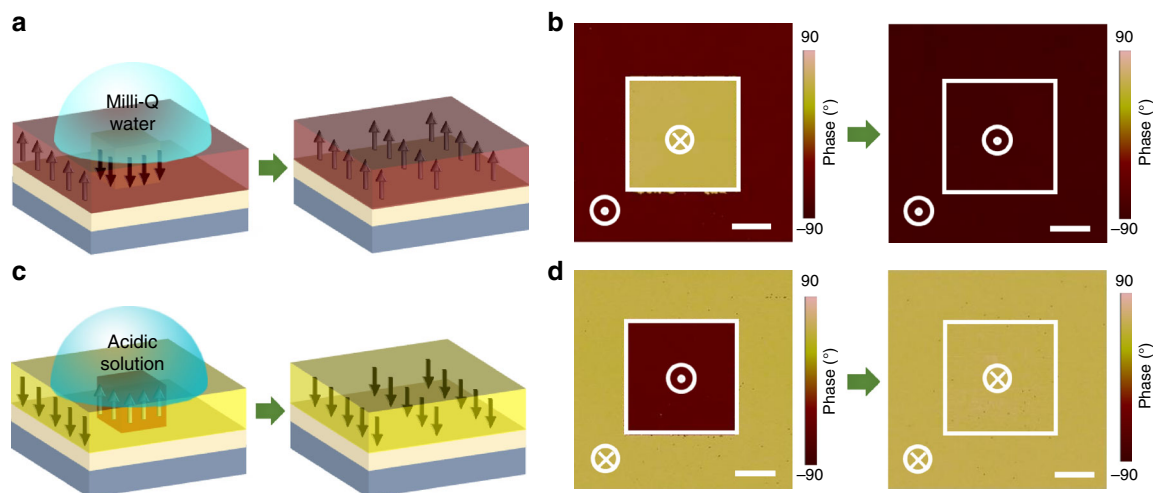 a
Milli-Q
water
b
90
Phase (°)
–90
90
Phase (°)
–90
c
Acidic
solution
d
90
Phase (°)
–90
90
Phase (°)
–90